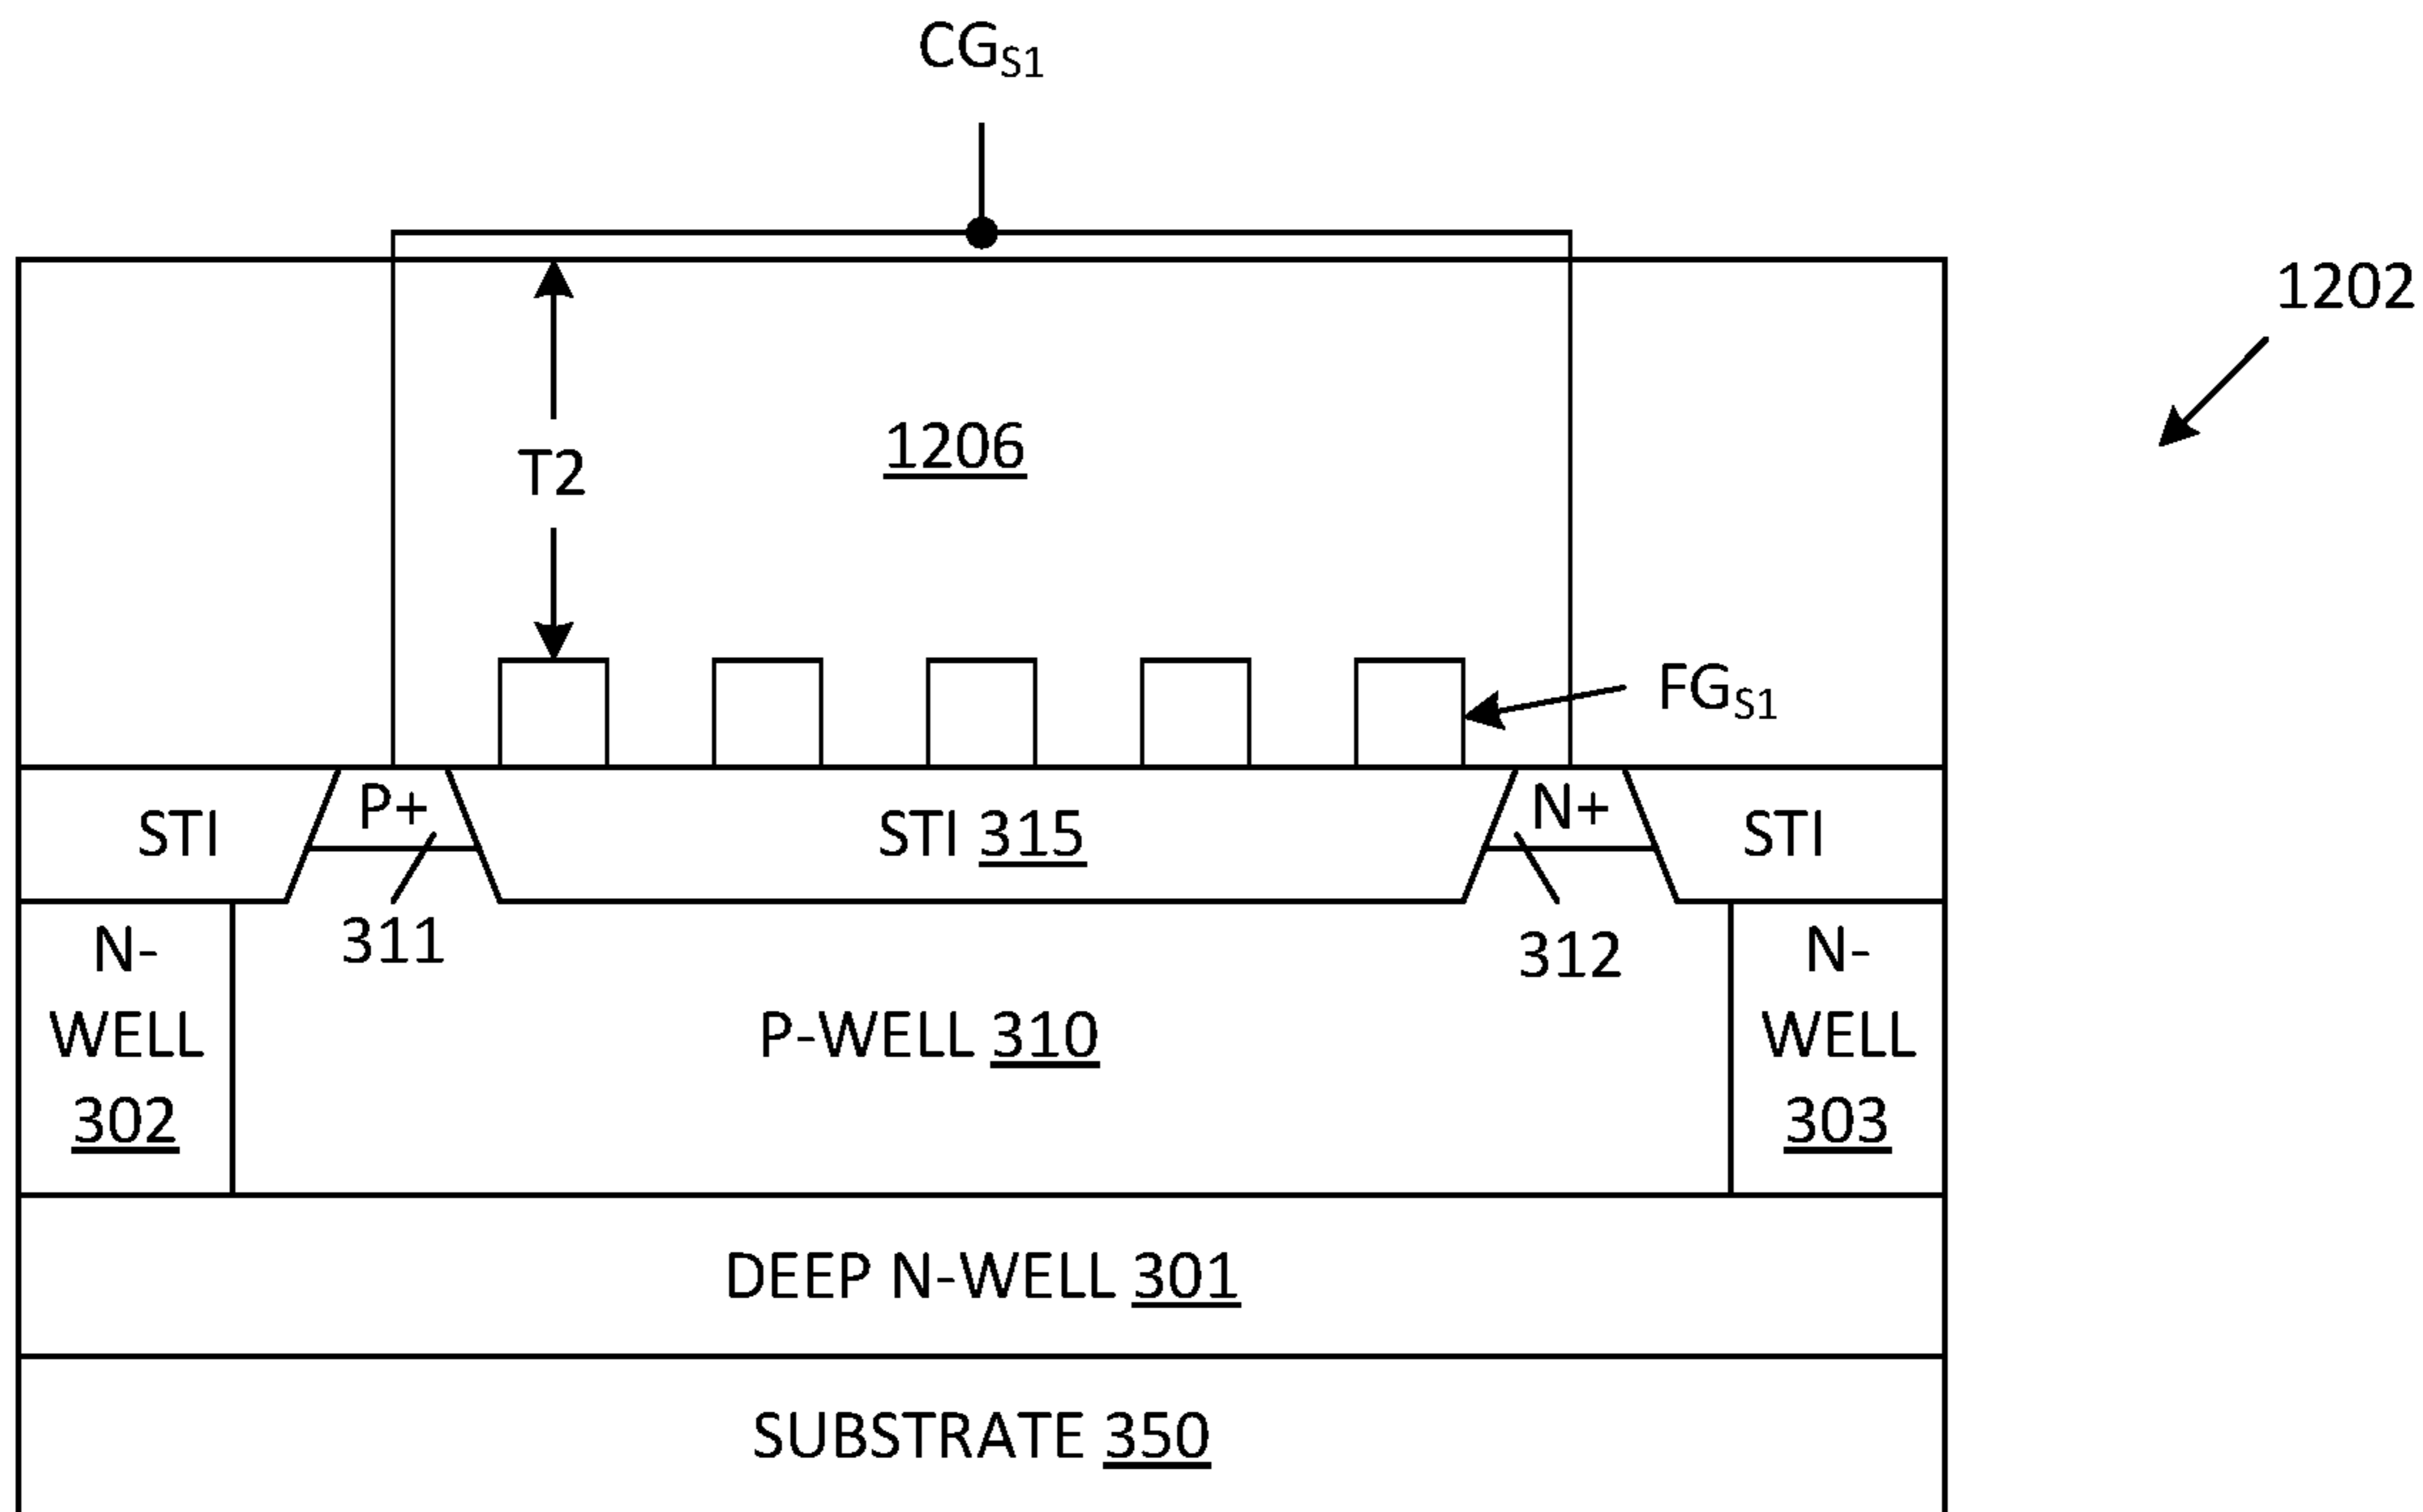 CGS1
1202
1206
T2
FGS1
P+
N+
STI
STI 315
STI
311
312
N-
WELL
302
P-WELL 310
N-
WELL
303
DEEP N-WELL 301
SUBSTRATE 350